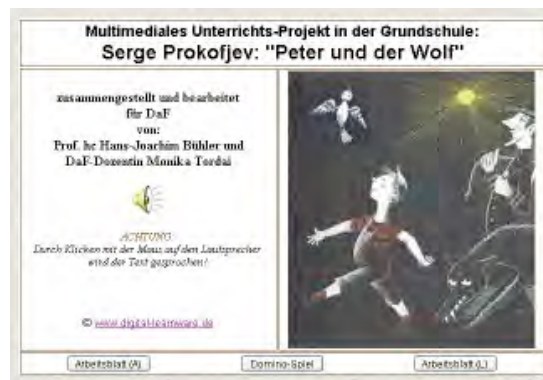 Multimediales Unterrichts-Projekt in der Grundschule:
Serge Prokofjev: "Peter und der Wolf"
zusammengestellt und bearbeitet
für DaF
von:
Prof. hc Hans-Joachim Bühler und
DaF-Dozentin Monika Tordai
ACHTUNG
Durch Klicken mit der Maus auf den Lautsprecher
wird der Text gesprochen!
© www.digital-learnware.de
Arbeitsblatt (A)
Domino-Spiel
Arbeitsblatt (L)